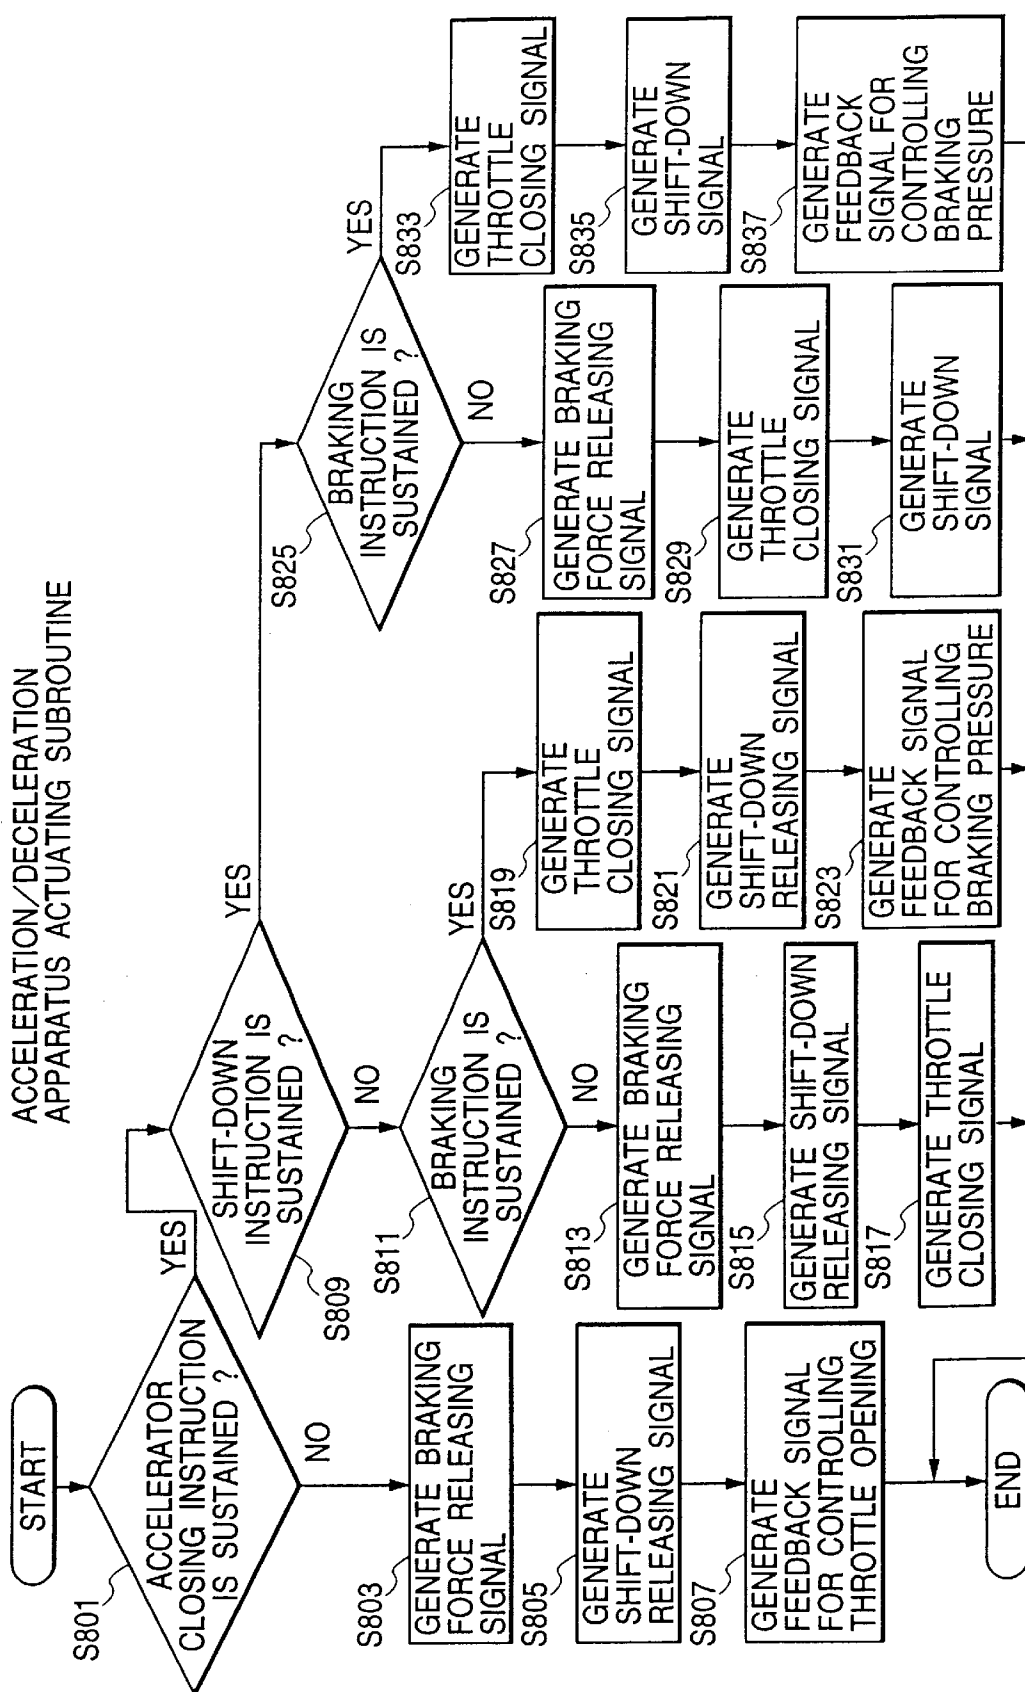 ACCELERATION/DECELERATION
APPARATUS ACTUATING SUBROUTINE
START
S801
ACCELERATOR
CLOSING INSTRUCTION
IS SUSTAINED ?
YES
NO
S803
GENERATE BRAKING
FORCE RELEASING
SIGNAL
S805
GENERATE
SHIFT-DOWN
RELEASING SIGNAL
S807
GENERATE
FEEDBACK SIGNAL
FOR CONTROLLING
THROTTLE OPENING
END
S809
SHIFT-DOWN
INSTRUCTION IS
SUSTAINED ?
YES
NO
S811
BRAKING
INSTRUCTION IS
SUSTAINED ?
YES
NO
S813
GENERATE BRAKING
FORCE RELEASING
SIGNAL
S815
GENERATE SHIFT-DOWN
RELEASING SIGNAL
S817
GENERATE THROTTLE
CLOSING SIGNAL
S819
GENERATE
THROTTLE
CLOSING SIGNAL
S821
GENERATE
SHIFT-DOWN
RELEASING SIGNAL
S823
GENERATE
FEEDBACK SIGNAL
FOR CONTROLLING
BRAKING PRESSURE
S825
BRAKING
INSTRUCTION IS
SUSTAINED ?
YES
NO
S827
GENERATE BRAKING
FORCE RELEASING
SIGNAL
S829
GENERATE
THROTTLE
CLOSING SIGNAL
S831
GENERATE
SHIFT-DOWN
SIGNAL
S833
GENERATE
THROTTLE
CLOSING SIGNAL
S835
GENERATE
SHIFT-DOWN
SIGNAL
S837
GENERATE
FEEDBACK
SIGNAL FOR
CONTROLLING
BRAKING
PRESSURE